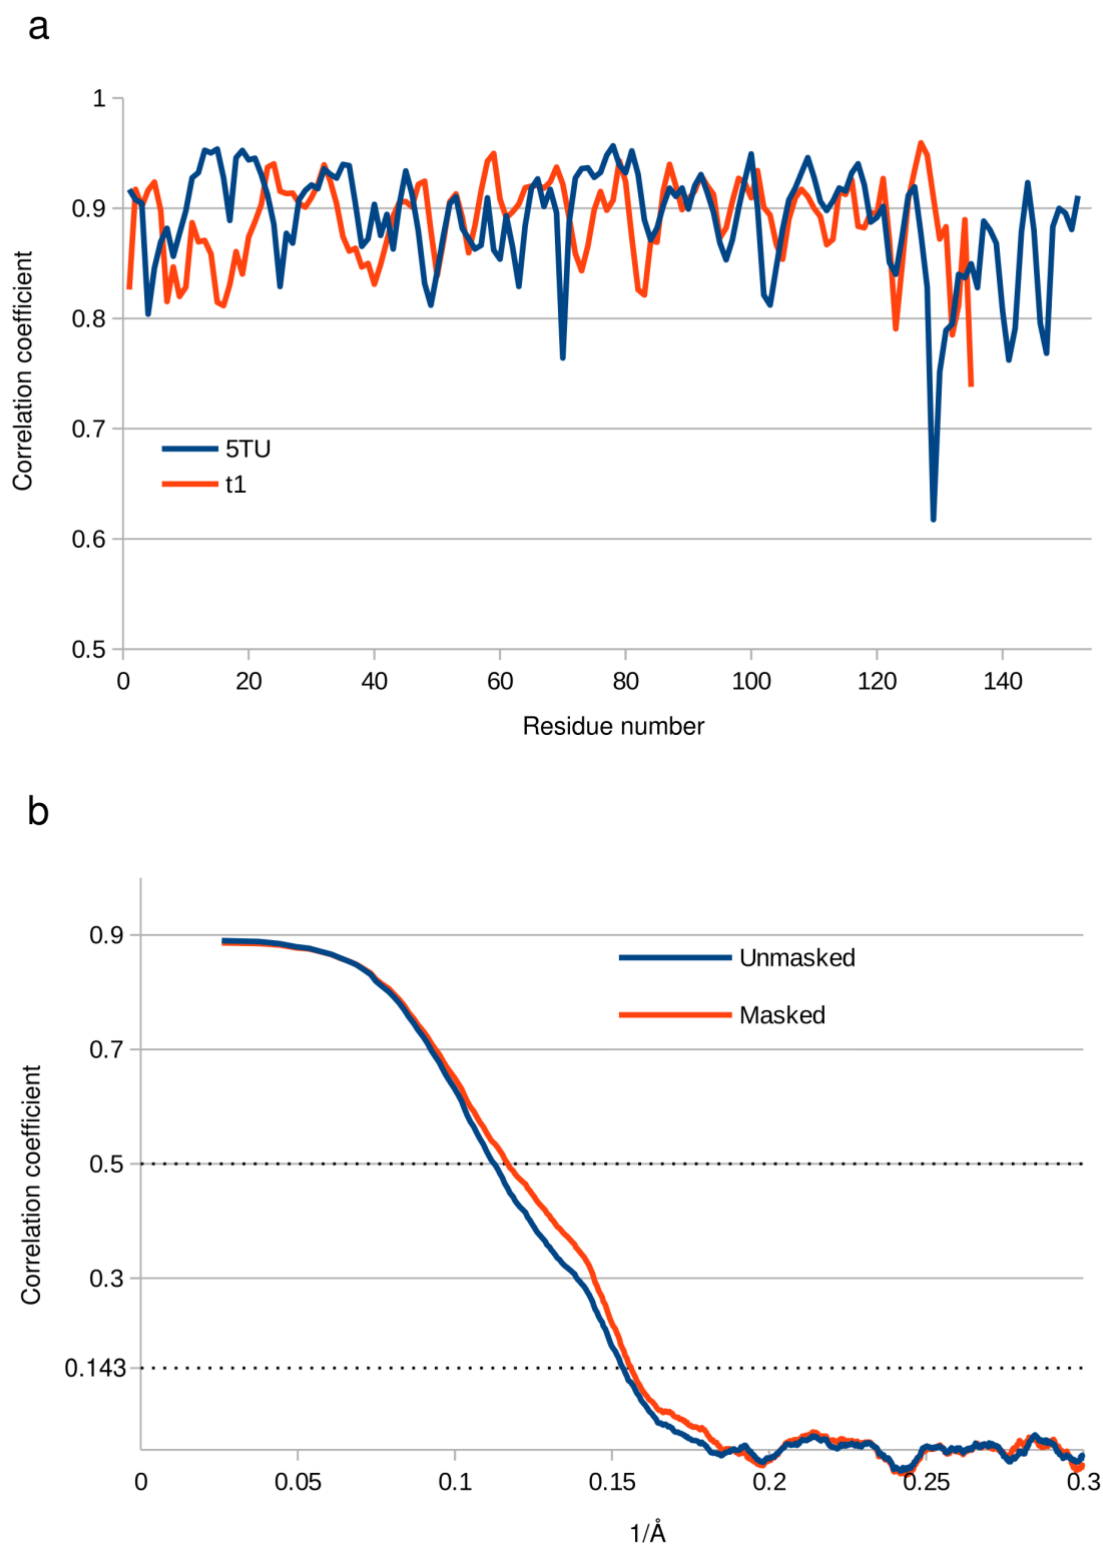 a
1
0.9
0.8
0.7
0.6
0.5
Correlation coefficient
5TU
t1
0 20 40 60 80 100 120 140
Residue number
b
0.9
0.7
0.5
0.3
0.143
Correlation coefficient
Unmasked
Masked
0 0.05 0.1 0.15 0.2 0.25 0.3
1/Å